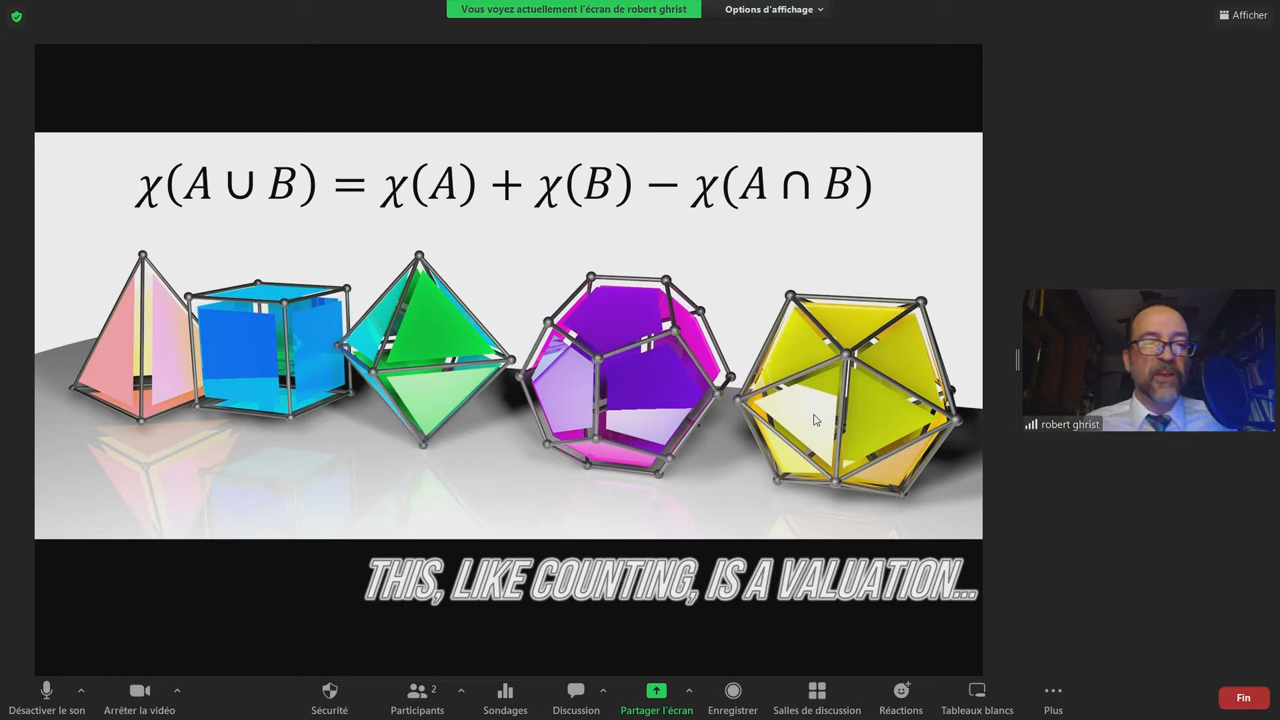 Vous voyez actuellement l'écran de robert ghrist
Options d'affichage
Afficher
χ(A ∪ B) = χ(A) + χ(B) − χ(A ∩ B)
robert ghrist
THIS, LIKE COUNTING, IS A VALUATION...
2
Désactiver le son
Arrêter la vidéo
Sécurité
Participants
Sondages
Discussion
Partager l'écran
Enregistrer
Salles de discussion
Réactions
Tableaux blancs
Plus
Fin